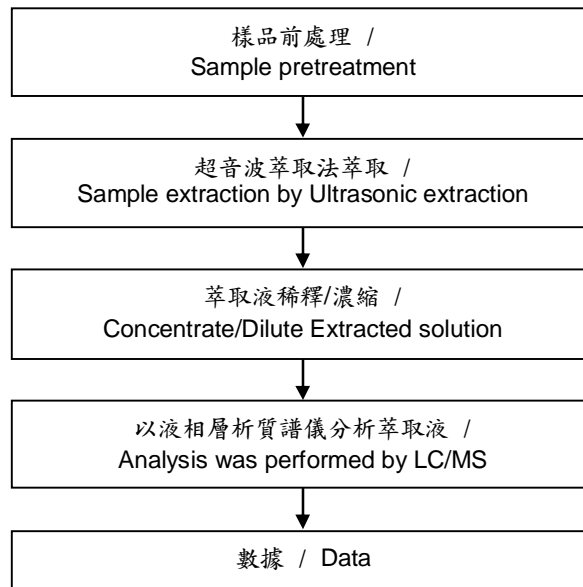 樣品前處理 /
Sample pretreatment
超音波萃取法萃取 /
Sample extraction by Ultrasonic extraction
萃取液稀釋/濃縮 /
Concentrate/Dilute Extracted solution
以液相層析質譜儀分析萃取液 /
Analysis was performed by LC/MS
數據 / Data